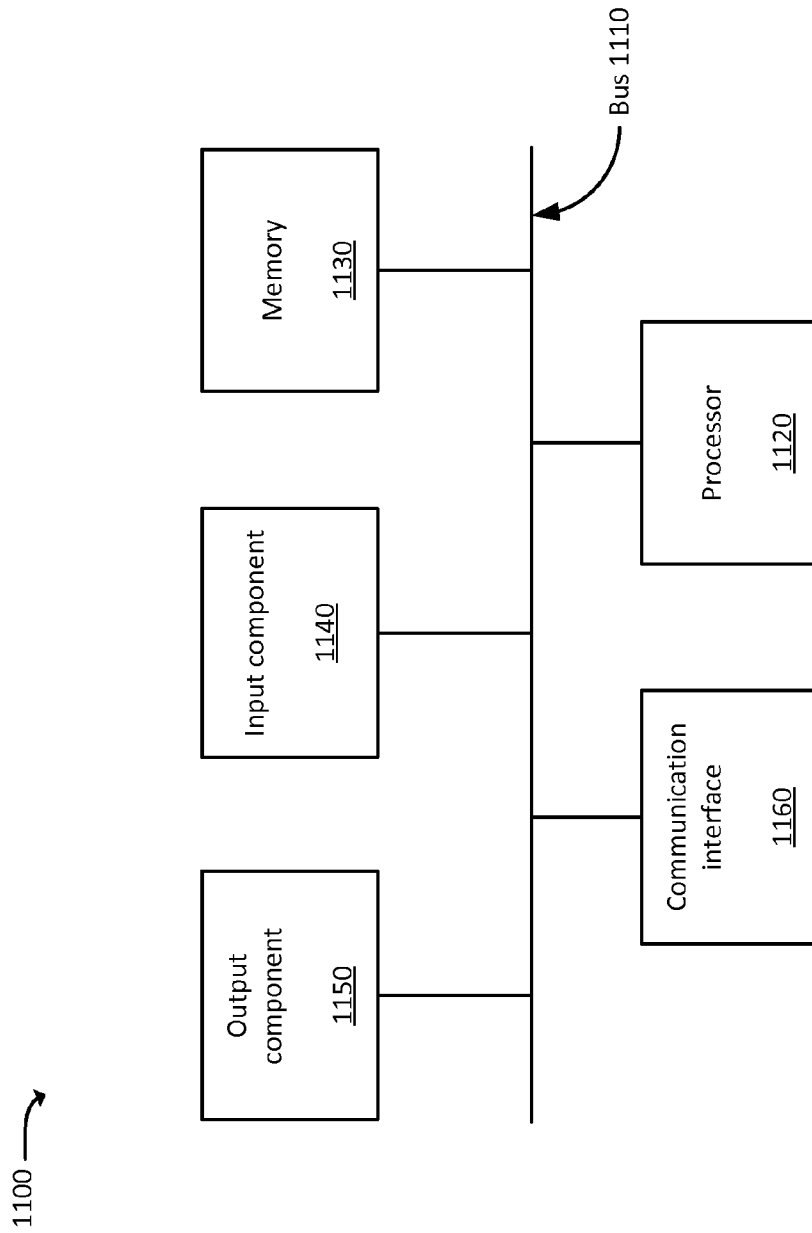 1100
Output
component
1150
Input component
1140
Memory
1130
Bus 1110
Communication
interface
1160
Processor
1120